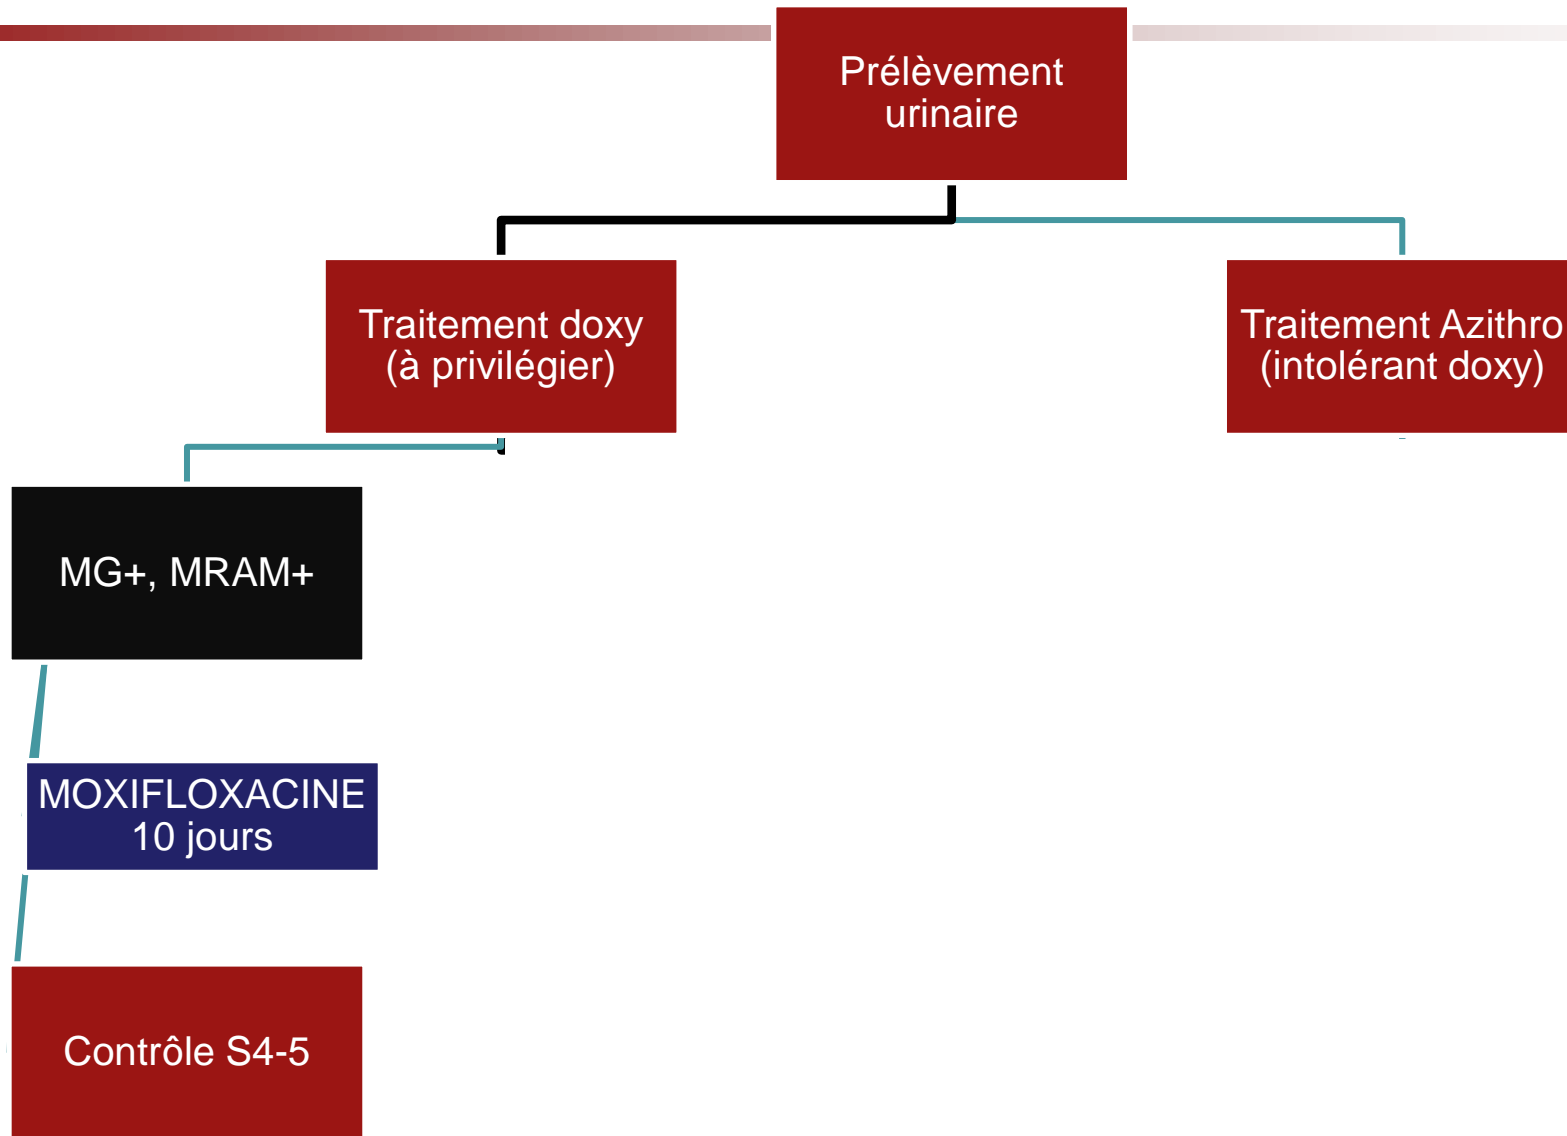 Prélèvement
urinaire
Traitement doxy
(à privilégier)
Traitement Azithro
(intolérant doxy)
MG+, MRAM+
MOXIFLOXACINE
10 jours
Contrôle S4-5